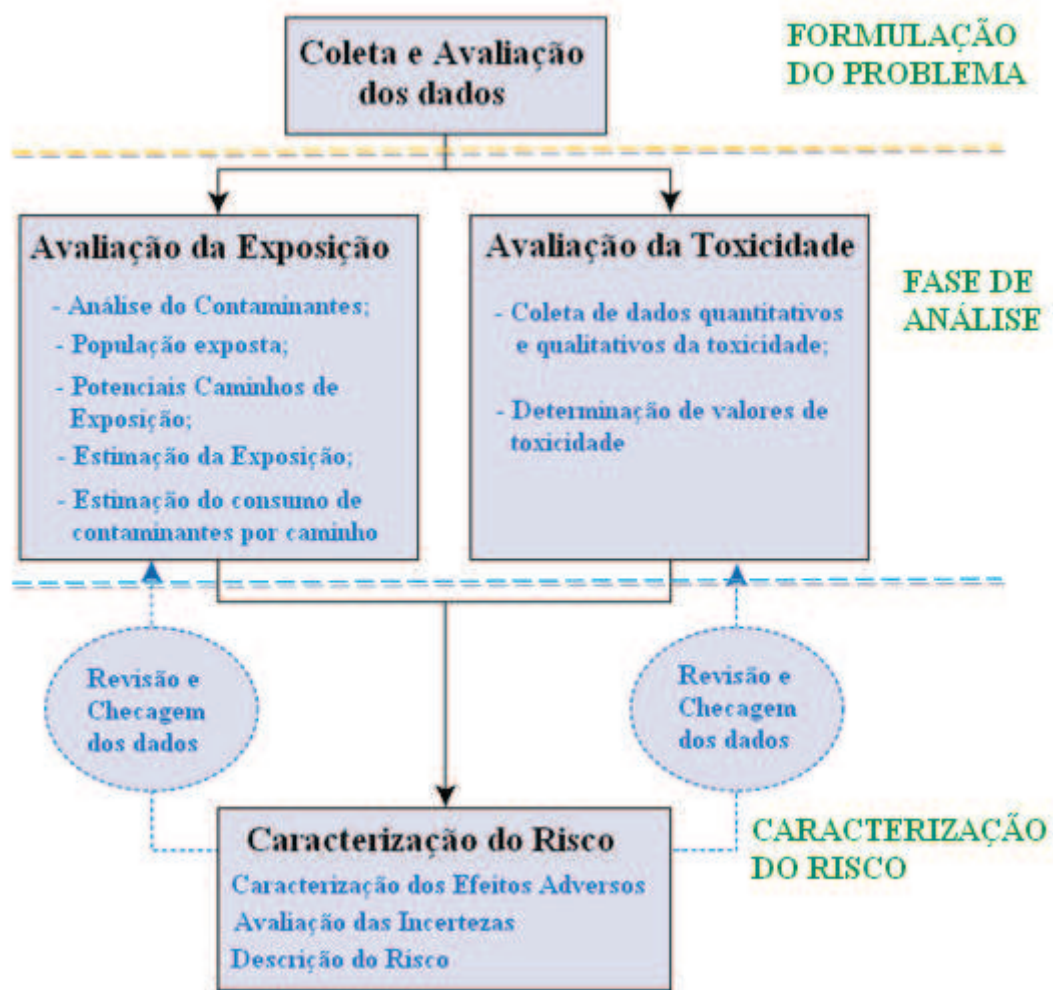 Coleta e Avaliação
dos dados
FORMULAÇÃO
DO PROBLEMA
Avaliação da Exposição
- Análise do Contaminantes;
- População exposta;
- Potenciais Caminhos de
Exposição;
- Estimação da Exposição;
- Estimação do consumo de
contaminantes por caminho
Avaliação da Toxicidade
- Coleta de dados quantitativos
e qualitativos da toxicidade;
- Determinação de valores de
toxicidade
FASE DE
ANÁLISE
Revisão e
Checagem
dos dados
Revisão e
Checagem
dos dados
Caracterização do Risco
Caracterização dos Efeitos Adversos
Avaliação das Incertezas
Descrição do Risco
CARACTERIZAÇÃO
DO RISCO